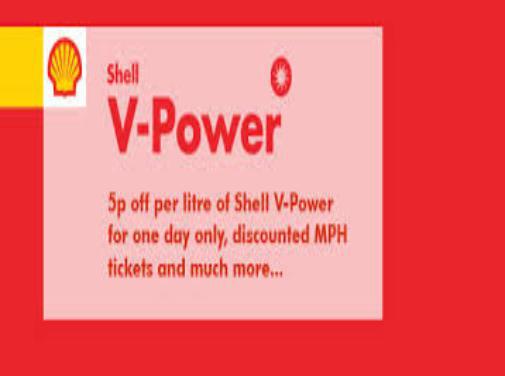 Shell
V-Power
5p off per litre of Shell V-Power
for one day only, discounted MPH
tickets and much more...